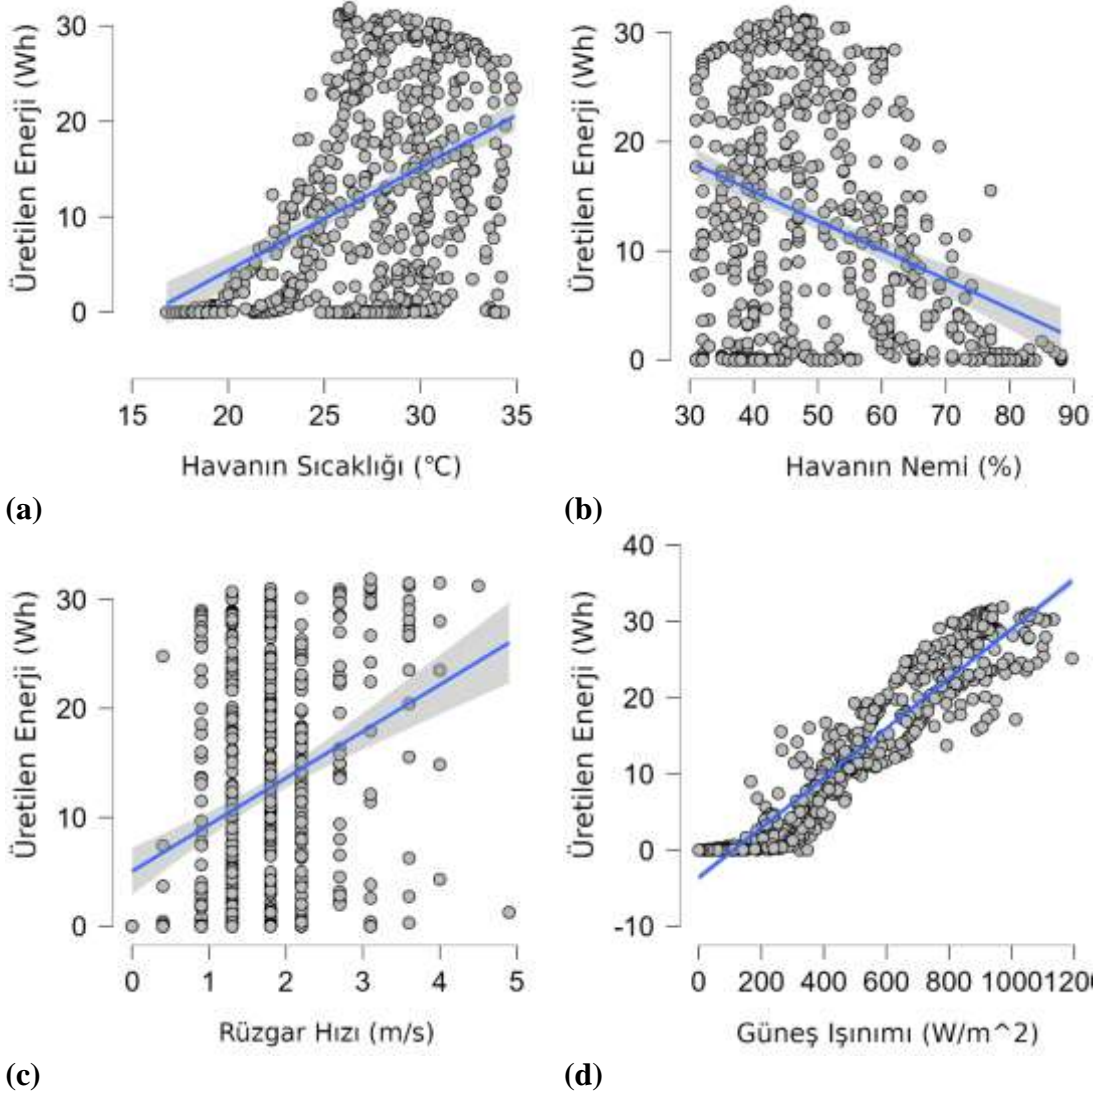 Üretilen Enerji (Wh)
30
20
10
0
15 20 25 30 35
Havanın Sıcaklığı (°C)
(a)
Üretilen Enerji (Wh)
30
20
10
0
30 40 50 60 70 80 90
Havanın Nemi (%)
(b)
Üretilen Enerji (Wh)
30
20
10
0
0 1 2 3 4 5
Rüzgar Hızı (m/s)
(c)
Üretilen Enerji (Wh)
40
30
20
10
0
-10
0 200 400 600 800 1000 120
Güneş Işınımı (W/m^2)
(d)